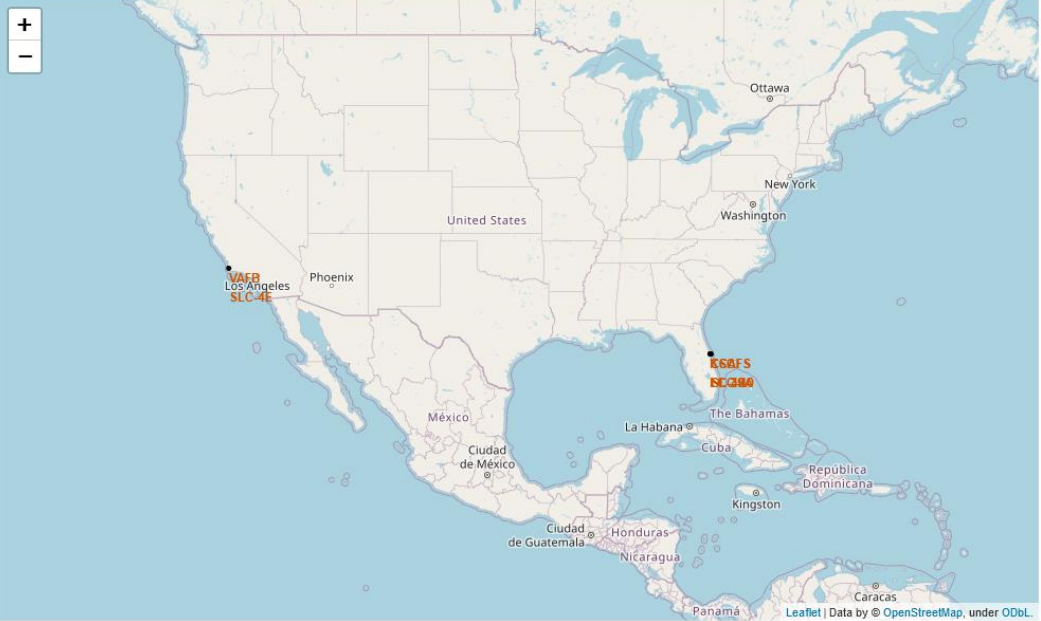 +
−
Ottawa
New York
Washington
United States
VAFB
Los Angeles
SLC-4E
Phoenix
The Bahamas
La Habana
Cuba
México
Ciudad
de México
República
Dominicana
Kingston
Ciudad
de Guatemala
Honduras
Nicaragua
Panamá
Caracas
Leaflet | Data by © OpenStreetMap, under ODbL.